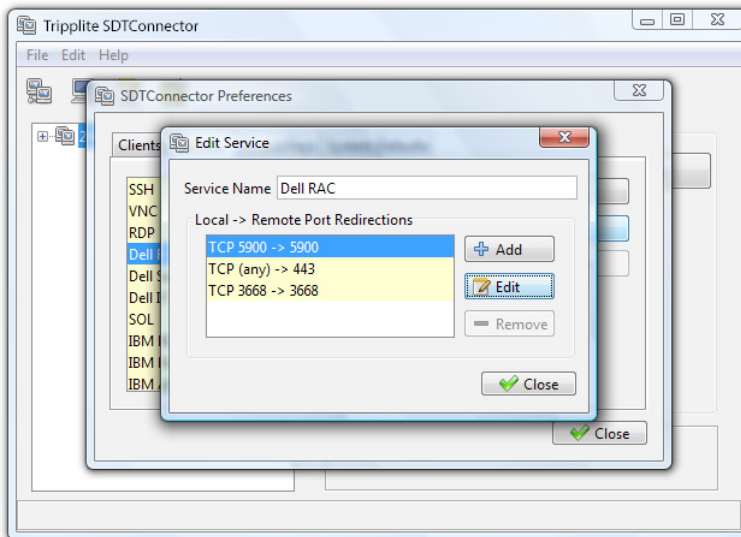 Tripplite SDTConnector
File Edit Help
SDTConnector Preferences
Clients
Edit Service
Service Name Dell RAC
Local -> Remote Port Redirections
TCP 5900 -> 5900
TCP (any) -> 443
TCP 3668 -> 3668
Add
Edit
Remove
Close
SSH
VNC
RDP
Dell
Dell
Dell
SOL
IBM
IBM
IBM
Close